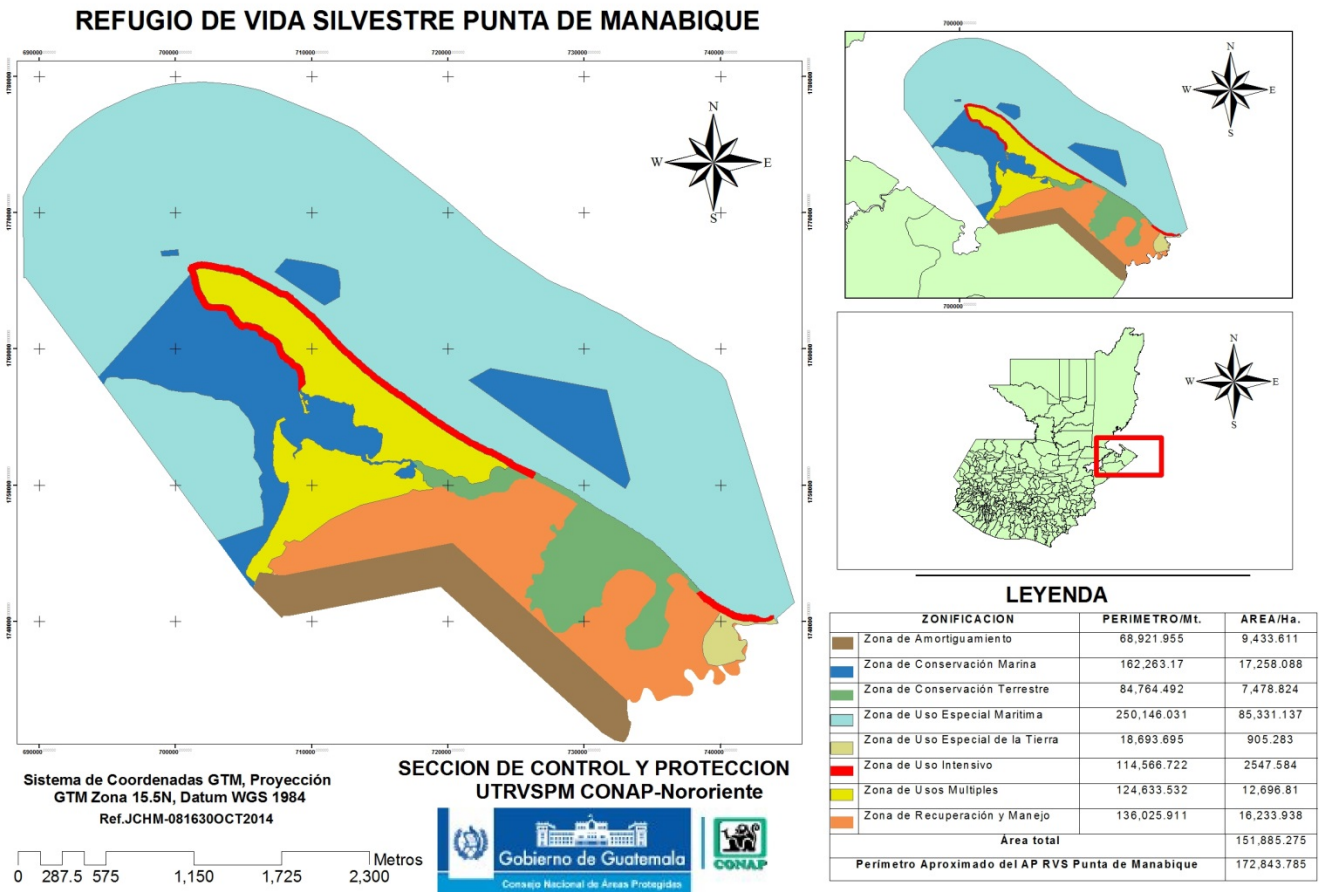 REFUGIO DE VIDA SILVESTRE PUNTA DE MANABIQUE
690000 700000 710000 720000 730000 740000
N
W E
S
690000 700000 710000 720000 730000 740000
Sistema de Coordenadas GTM, Proyección
GTM Zona 15.5N, Datum WGS 1984
Ref.JCHM-081630OCT2014
0 287.5 575 1,150 1,725 2,300 Metros
SECCION DE CONTROL Y PROTECCION
UTRVSPM CONAP-Nororiente
Gobierno de Guatemala
Consejo Nacional de Áreas Protegidas
CONAP
700000
N
W E
S
700000
N
W E
S
LEYENDA
ZONIFICACION PERIMETRO/Mt. AREA/Ha.
Zona de Amortiguamiento 68,921.955 9,433.611
Zona de Conservación Marina 162,263.17 17,258.088
Zona de Conservación Terrestre 84,764.492 7,478.824
Zona de Uso Especial Maritima 250,146.031 85,331.137
Zona de Uso Especial de la Tierra 18,693.695 905.283
Zona de Uso Intensivo 114,566.722 2547.584
Zona de Usos Multiples 124,633.532 12,696.81
Zona de Recuperación y Manejo 136,025.911 16,233.938
Área total 151,885.275
Perímetro Aproximado del AP RVS Punta de Manabique 172,843.785